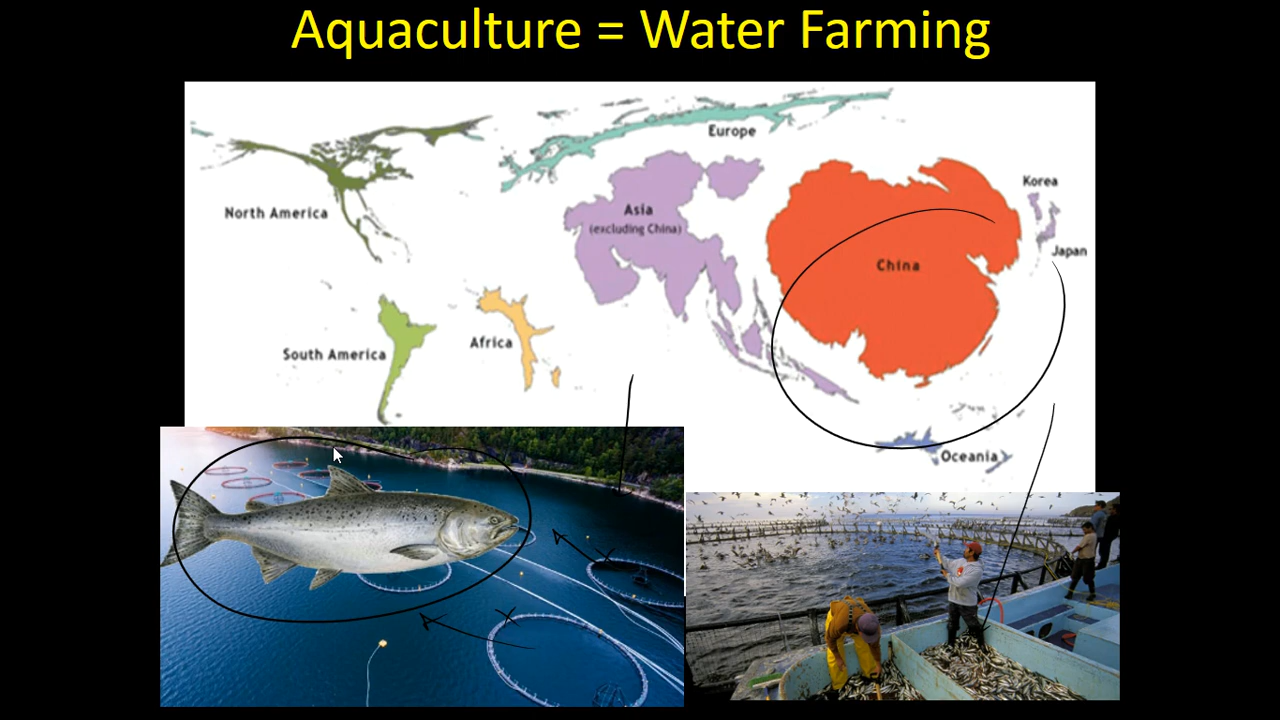 Aquaculture = Water Farming
Europe
Korea
North America
Asia
(excluding China)
Japan
China
South America
Africa
Oceania